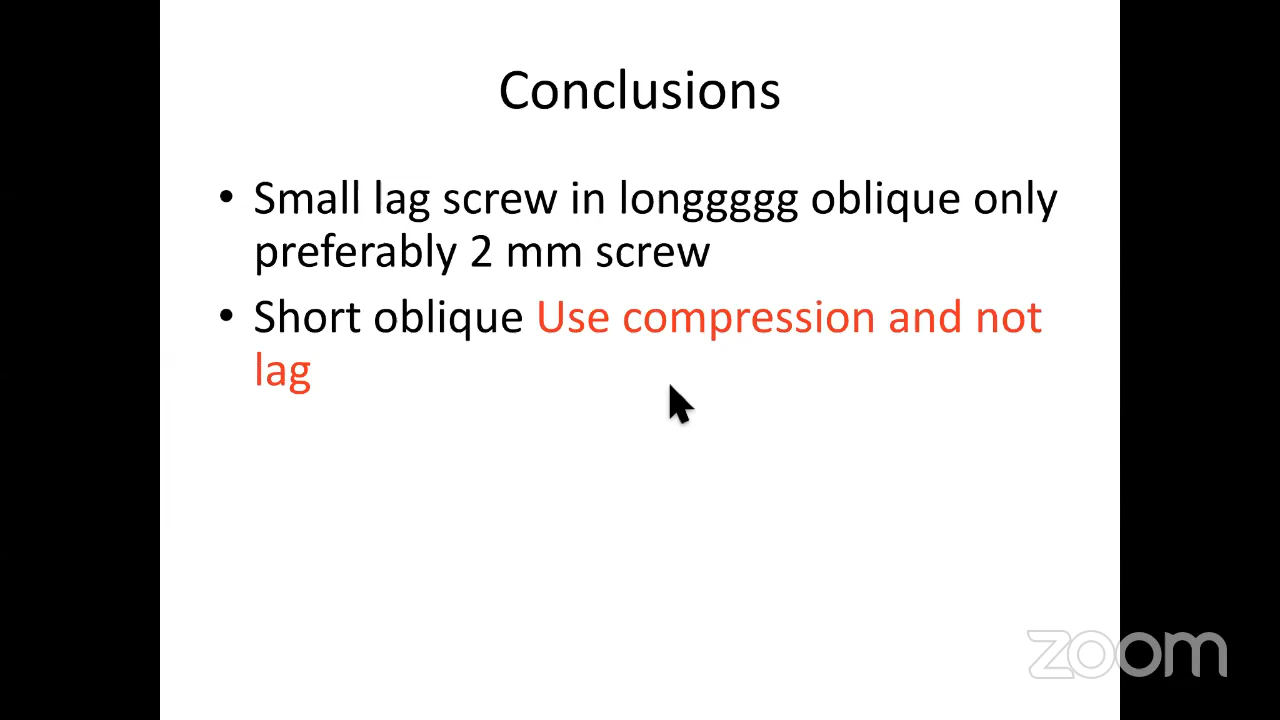 Conclusions
• Small lag screw in longgggg oblique only
preferably 2 mm screw
• Short oblique Use compression and not
lag
zoom